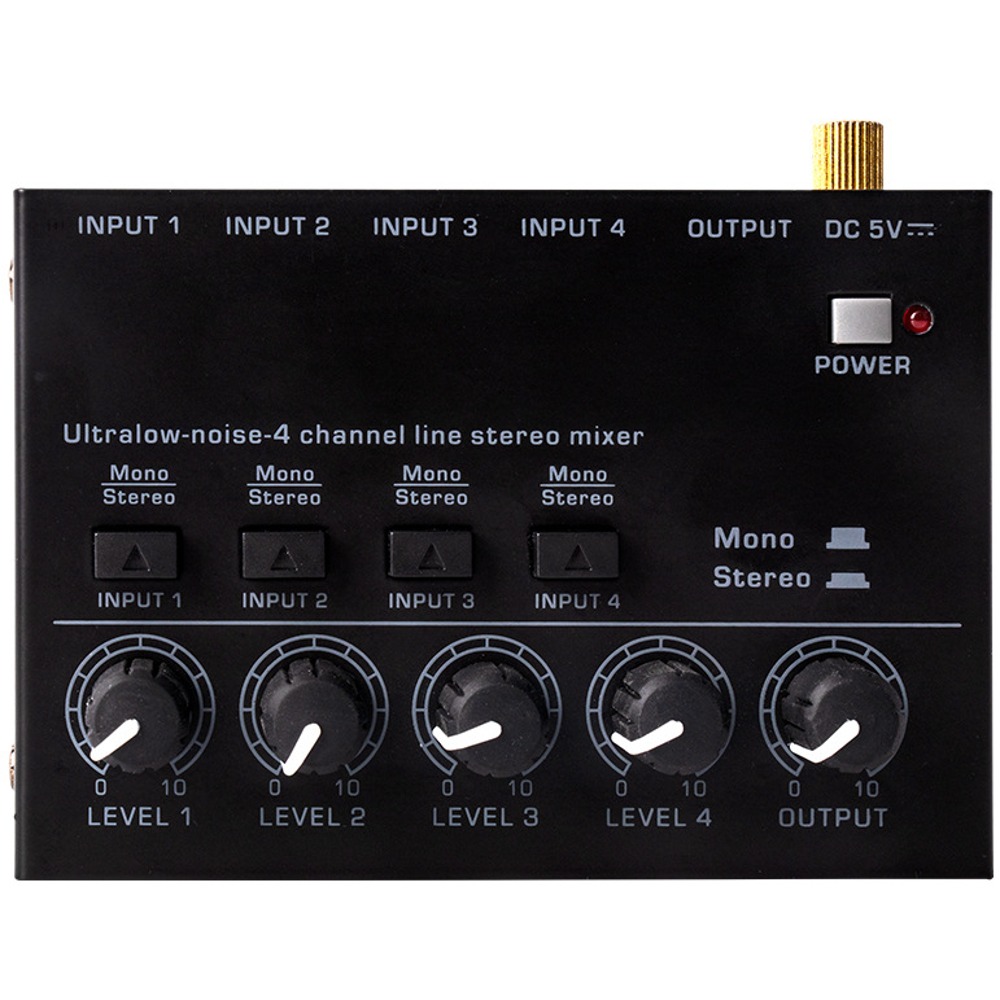 INPUT 1 INPUT 2 INPUT 3 INPUT 4 OUTPUT DC 5V
POWER
Ultralow-noise-4 channel line stereo mixer
Mono Mono Mono Mono
Stereo Stereo Stereo Stereo
Mono
Stereo
INPUT 1 INPUT 2 INPUT 3 INPUT 4
0 10 0 10 0 10 0 10 0 10
LEVEL 1 LEVEL 2 LEVEL 3 LEVEL 4 OUTPUT